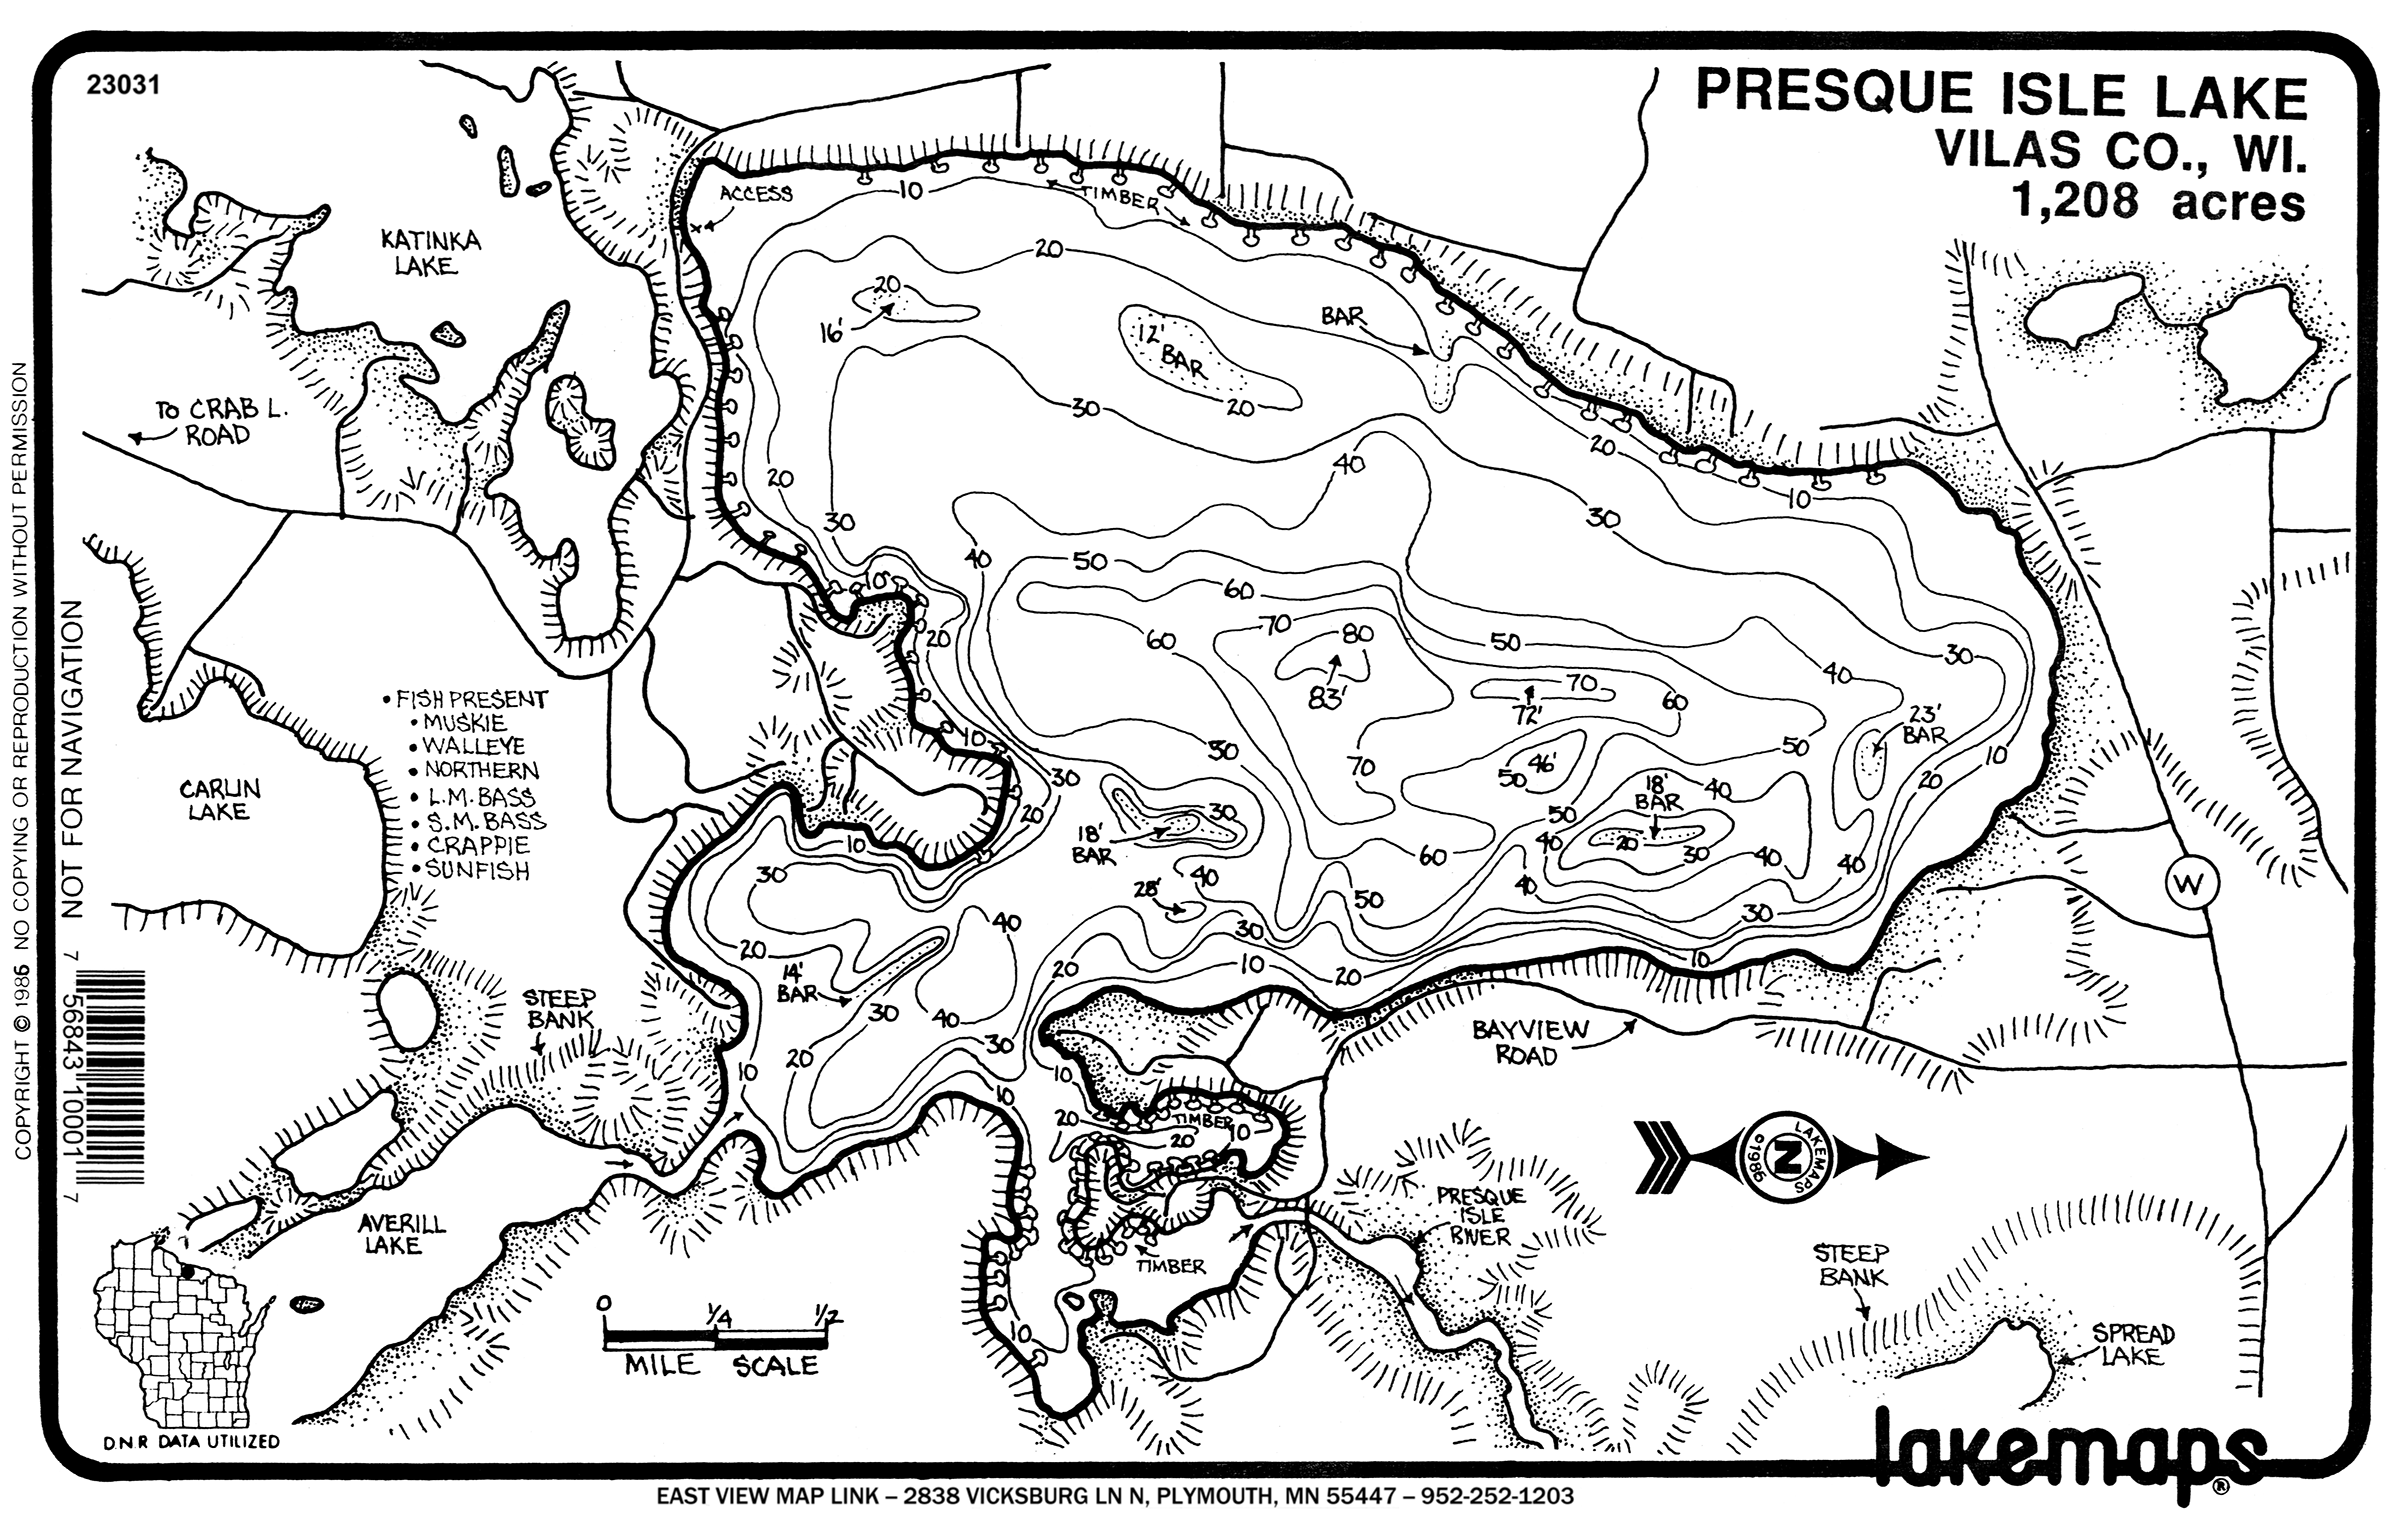 23031
PRESQUE ISLE LAKE
VILAS CO., WI.
1,208 acres
ACCESS
10
TIMBER
KATINKA
LAKE
20
20
16'
BAR
12'
BAR
20
30
TO CRAB L.
ROAD
40
20
20
10
30
30
40
50
10
60
20
60
70
80
50
40
30
83'
70
72'
60
23'
BAR
• FISH PRESENT
• MUSKIE
• WALLEYE
• NORTHERN
• L.M. BASS
• S.M. BASS
• CRAPPIE
• SUNFISH
10
30
50
10
30
70
50
46'
18'
BAR
40
20
CARLIN
LAKE
20
30
50
18'
BAR
40
20
30
40
40
10
60
30
40
28'
40
50
30
W
40
30
20
10
20
10
20
14'
BAR
30
40
STEEP
BANK
BAYVIEW
ROAD
30
20
10
10
10
20
TIMBER
20
10
LAKEMAPS
N
©1986
AVERILL
LAKE
PRESQUE
ISLE
RIVER
TIMBER
STEEP
BANK
0
1/4
1/2
MILE SCALE
10
SPREAD
LAKE
D.N.R DATA UTILIZED
lakemaps®
COPYRIGHT © 1986 NO COPYING OR REPRODUCTION WITHOUT PERMISSION
NOT FOR NAVIGATION
7 56843 10001 7
EAST VIEW MAP LINK – 2838 VICKSBURG LN N, PLYMOUTH, MN 55447 – 952-252-1203